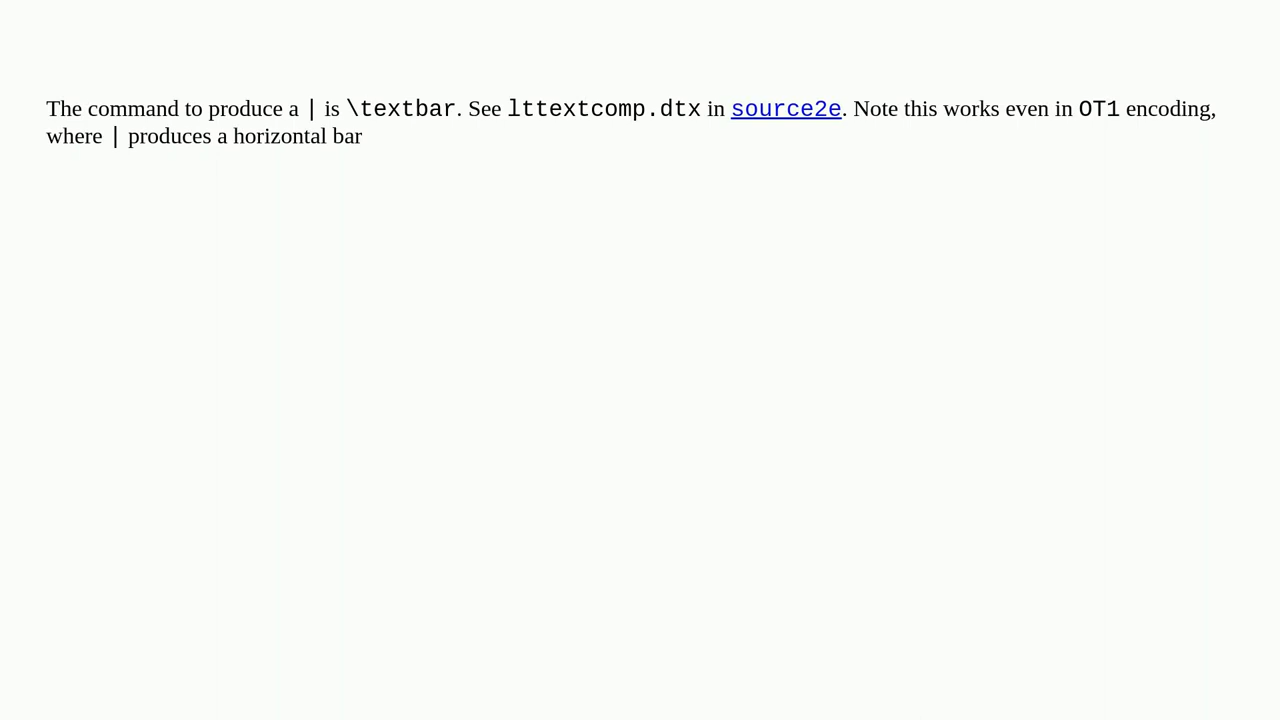 The command to produce a | is \textbar. See lttextcomp.dtx in source2e. Note this works even in OT1 encoding,
where | produces a horizontal bar